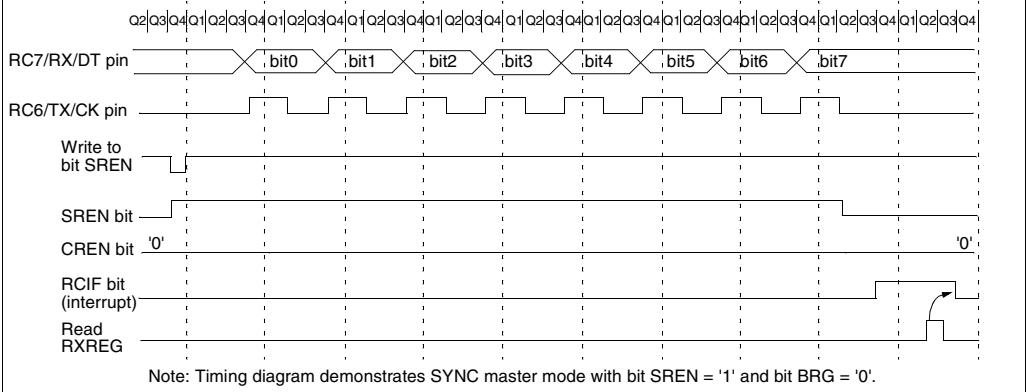 Q2 Q3 Q4 Q1 Q2 Q3 Q4 Q1 Q2 Q3 Q4 Q1 Q2 Q3 Q4 Q1 Q2 Q3 Q4 Q1 Q2 Q3 Q4 Q1 Q2 Q3 Q4 Q1 Q2 Q3 Q4 Q1 Q2 Q3 Q4 Q1 Q2 Q3 Q4 Q1 Q2 Q3 Q4
RC7/RX/DT pin bit0 bit1 bit2 bit3 bit4 bit5 bit6 bit7
RC6/TX/CK pin
Write to
bit SREN
SREN bit
CREN bit '0' '0'
RCIF bit
(interrupt)
Read
RXREG
Note: Timing diagram demonstrates SYNC master mode with bit SREN = '1' and bit BRG = '0'.